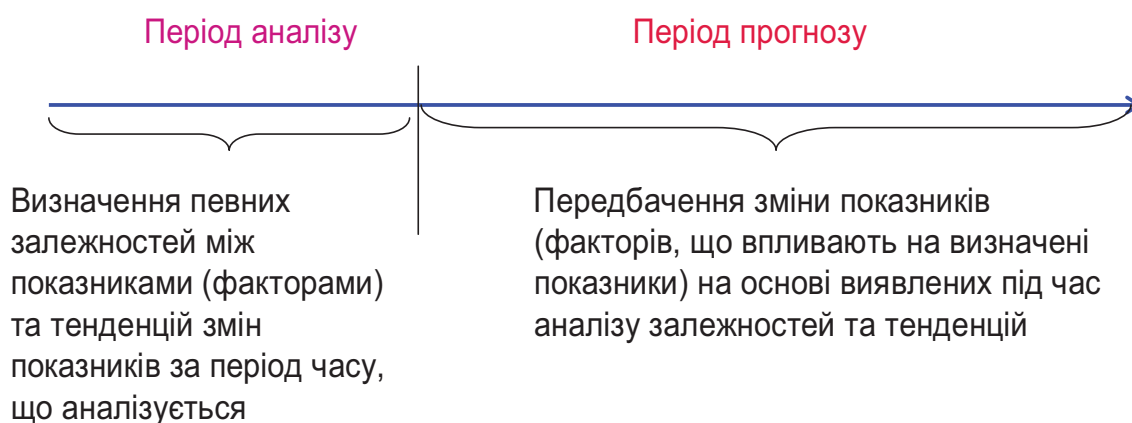 Період аналізу
Період прогнозу
Визначення певних
залежностей між
показниками (факторами)
та тенденцій змін
показників за період часу,
що аналізується
Передбачення зміни показників
(факторів, що впливають на визначені
показники) на основі виявлених під час
аналізу залежностей та тенденцій